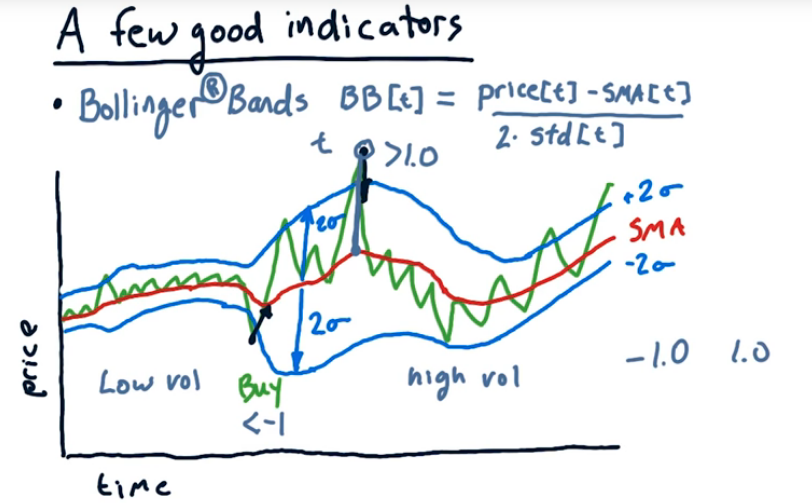 A few good indicators
• Bollinger® Bands BB[t] = price[t] - SMA[t]
2. std[t]
t >1.0
+2σ
2σ
SMA
-2σ
2σ
price
-1.0 1.0
Low vol Buy high vol
<-1
time